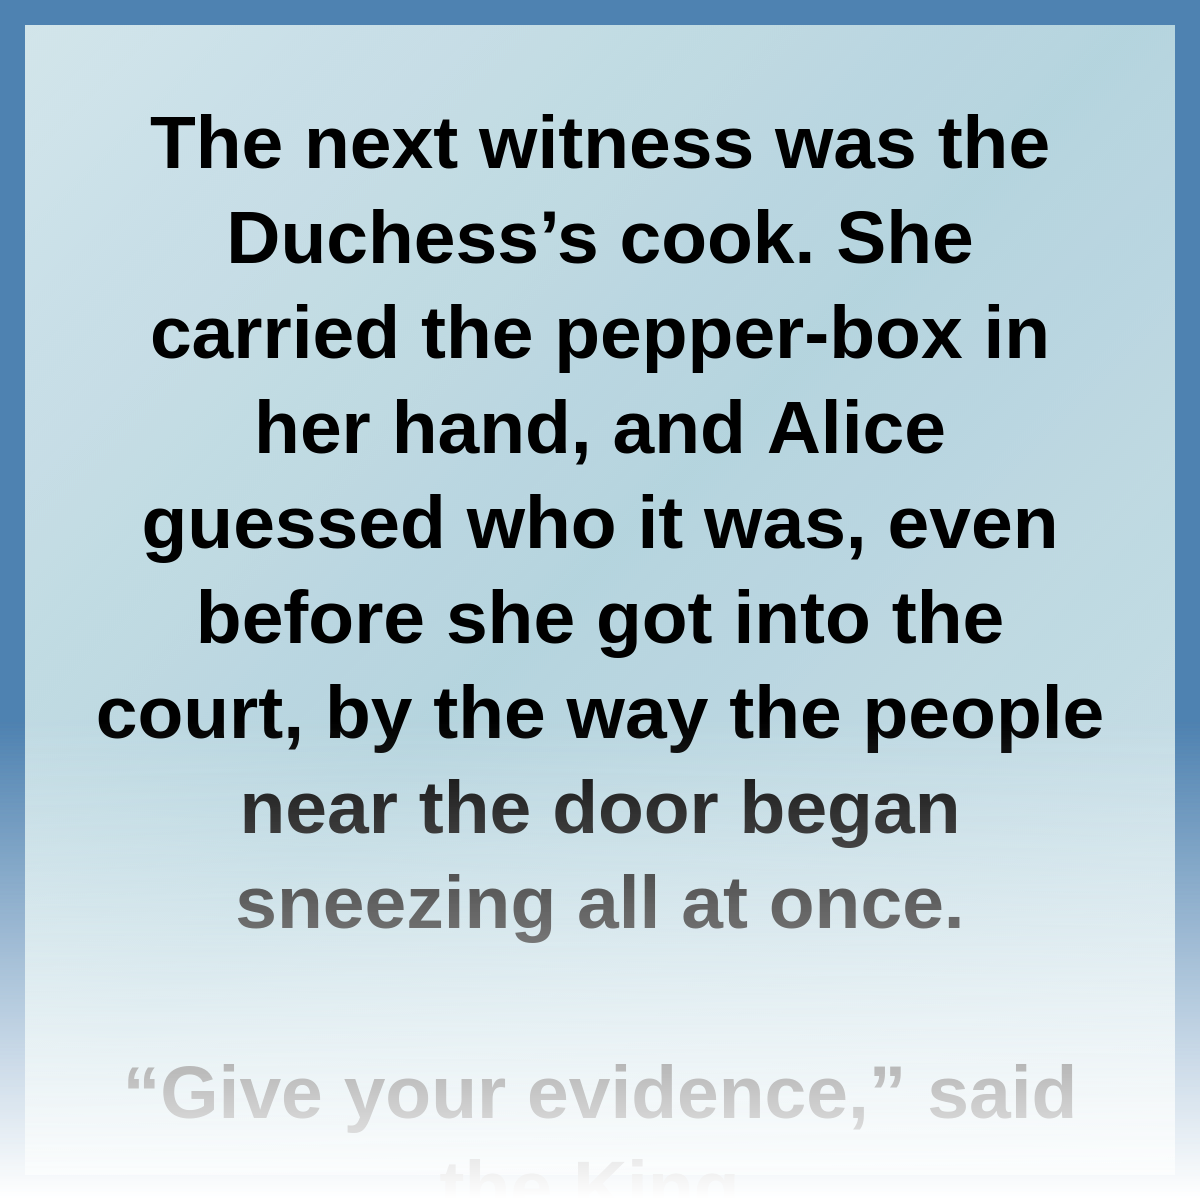 The next witness was the
Duchess’s cook. She
carried the pepper-box in
her hand, and Alice
guessed who it was, even
before she got into the
court, by the way the people
near the door began
sneezing all at once.
“Give your evidence,” said
the King